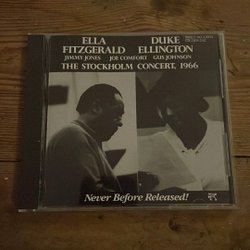 ELLA DUKE
FITZGERALD ELLINGTON
JIMMY JONES JOE COMFORT GUS JOHNSON
THE STOCKHOLM CONCERT, 1966
Never Before Released!